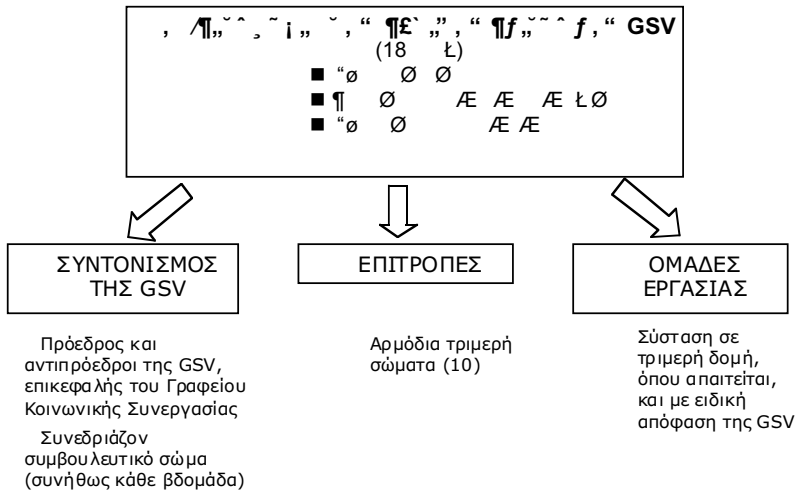 GSV
(18
ΣΥΝΤΟΝΙΣΜΟΣ
ΤΗΣ GSV
ΕΠΙΤΡΟΠΕΣ
ΟΜΑΔΕΣ
ΕΡΓΑΣΙΑΣ
Πρόεδρος και
αντιπρόεδροι της GSV,
επικεφαλής του Γραφείου
Κοινωνικής Συνεργασίας
Συνεδριάζον
συμβουλευτικό σώμα
(συνήθως κάθε βδομάδα)
Αρμόδια τριμερή
σώματα (10)
Σύσταση σε
τριμερή δομή,
όπου απαιτείται,
και με ειδική
απόφαση της GSV